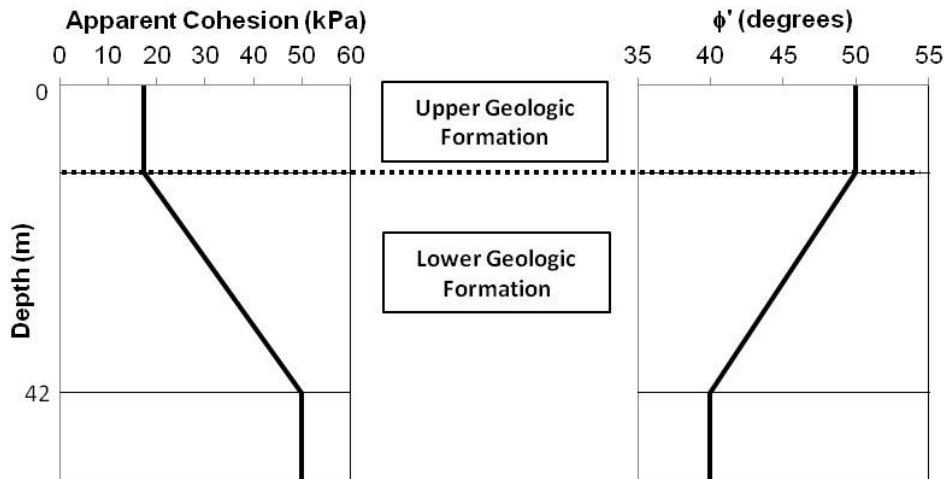 Apparent Cohesion (kPa)
0 10 20 30 40 50 60
ϕ' (degrees)
35 40 45 50 55
0
Upper Geologic
Formation
Lower Geologic
Formation
Depth (m)
42